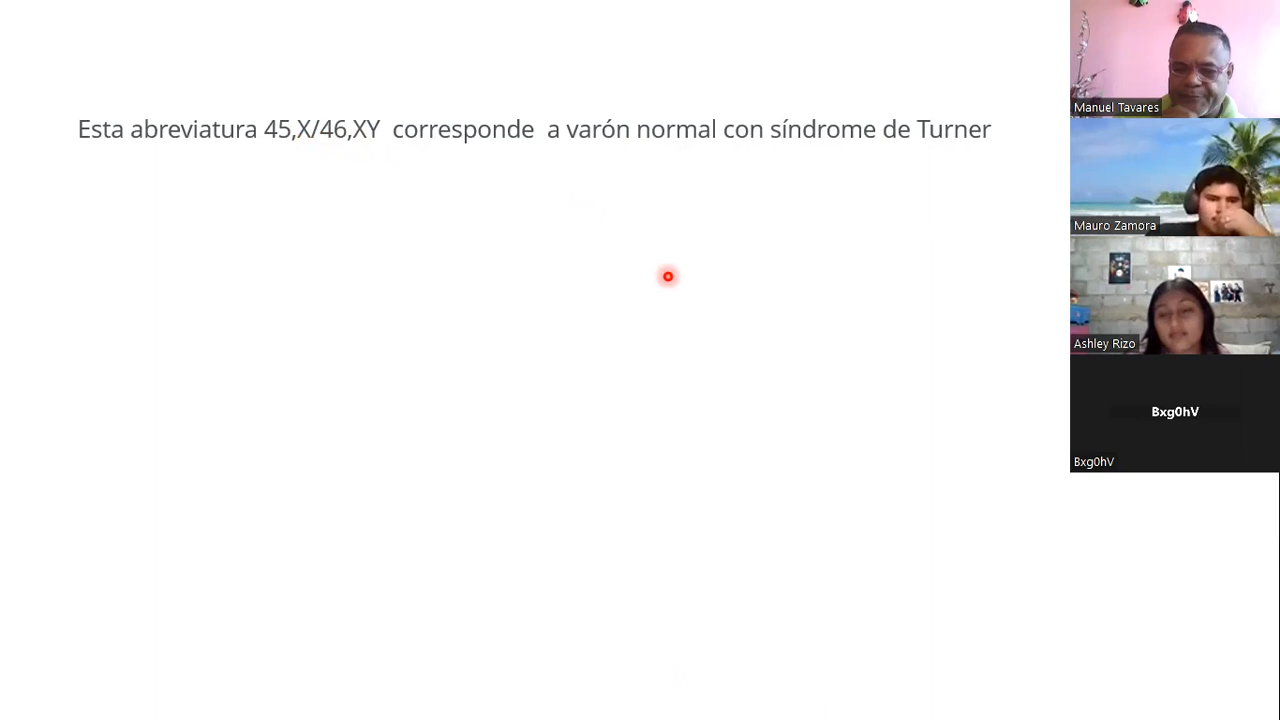 Esta abreviatura 45,X/46,XY corresponde a varón normal con síndrome de Turner
Manuel Tavares
Mauro Zamora
Ashley Rizo
Bxg0hV
Bxg0hV